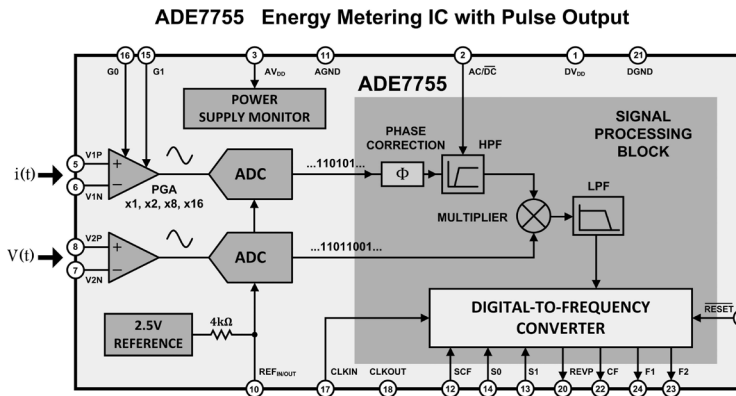 ADE7755 Energy Metering IC with Pulse Output
16
15
3
11
2
1
21
G0
G1
AVDD
AGND
AC/DC
DVDD
DGND
ADE7755
POWER
SUPPLY MONITOR
SIGNAL
PROCESSING
BLOCK
PHASE
CORRECTION
HPF
i(t)
5
V1P
+
6
V1N
−
PGA
x1, x2, x8, x16
ADC
...110101...
Φ
LPF
MULTIPLIER
V(t)
8
V2P
+
7
V2N
−
ADC
...11011001...
2.5V
REFERENCE
4kΩ
DIGITAL-TO-FREQUENCY
CONVERTER
RESET
REFIN/OUT
CLKIN
CLKOUT
SCF
S0
S1
REVP
CF
F1
F2
10
17
18
12
14
13
20
22
24
23